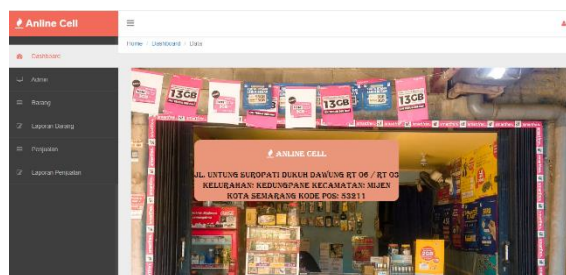 Anline Cell
Home / Dashboard / Data
Dashboard
Admin
Barang
Laporan Barang
Penjualan
Laporan Penjualan
13GB
13GB
13GB
ANLINE CELL
JL. UNTUNG SUROPATI DUKUH DAWUNG RT 05 / RT 03
KELURAHAN: KEDUNGPANE KECAMATAN: MIJEN
KOTA SEMARANG KODE POS: 53211